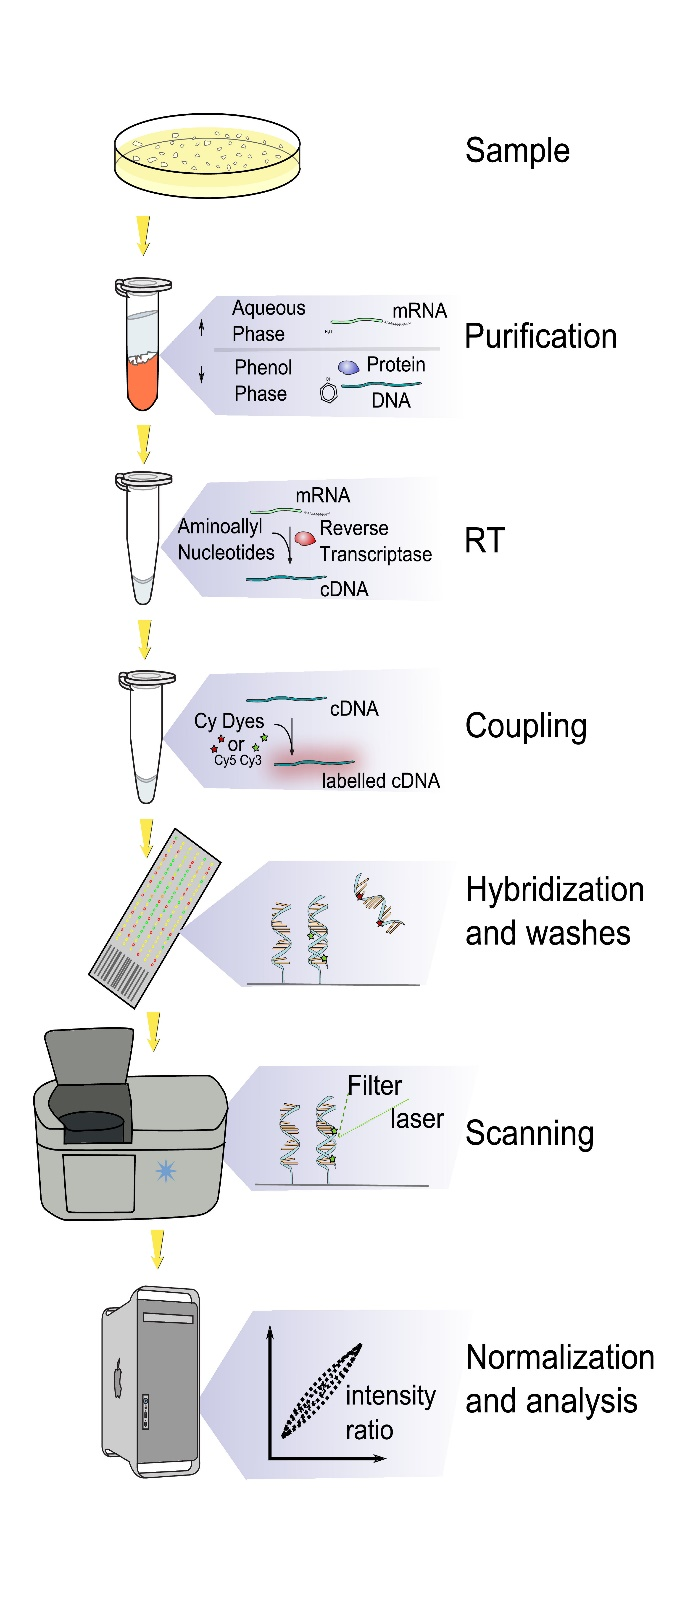 Sample
Aqueous
Phase
mRNA
Phenol
Phase
Protein
DNA
Purification
mRNA
Aminoallyl
Nucleotides
Reverse
Transcriptase
cDNA
RT
cDNA
Cy Dyes
or
Cy5 Cy3
labelled cDNA
Coupling
Hybridization
and washes
Filter
laser
Scanning
intensity
ratio
Normalization
and analysis